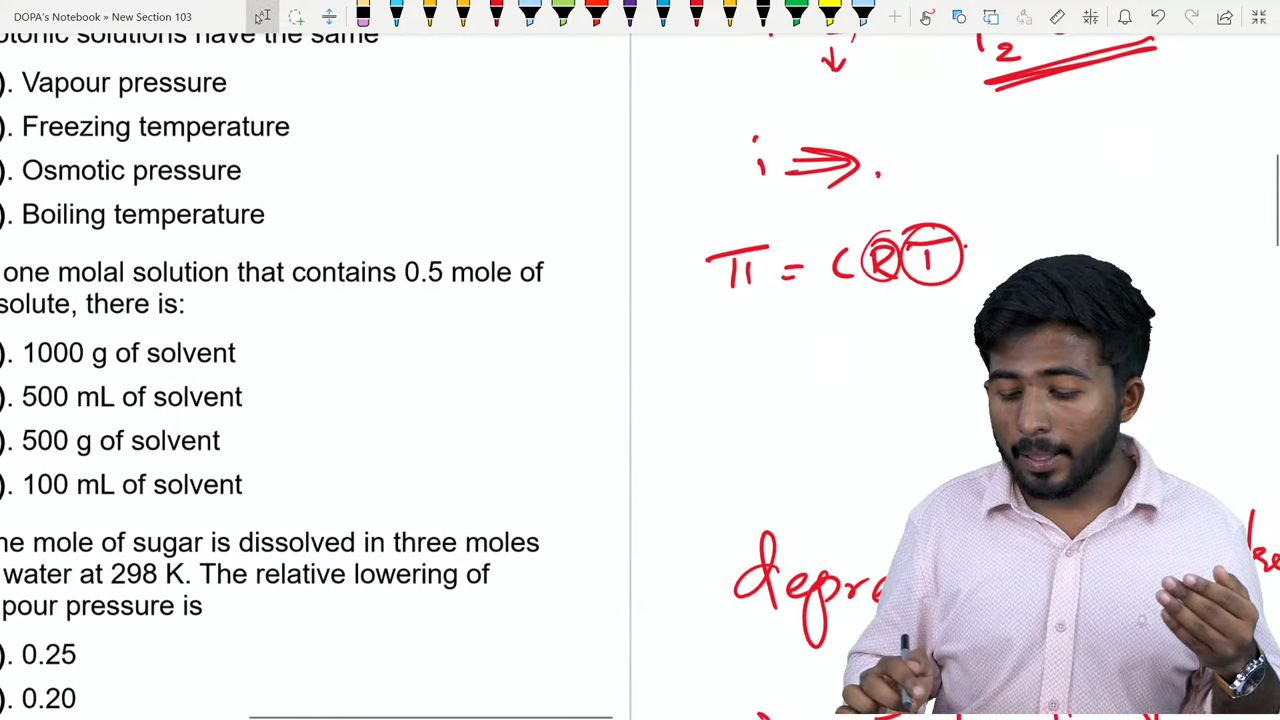 DOPA's Notebook » New Section 103
otonic solutions have the same
). Vapour pressure
). Freezing temperature
). Osmotic pressure
). Boiling temperature
one molal solution that contains 0.5 mole of
solute, there is:
). 1000 g of solvent
). 500 mL of solvent
). 500 g of solvent
). 100 mL of solvent
ne mole of sugar is dissolved in three moles
water at 298 K. The relative lowering of
apour pressure is
). 0.25
). 0.20
2
i ⇒ .
π = CRT
depre